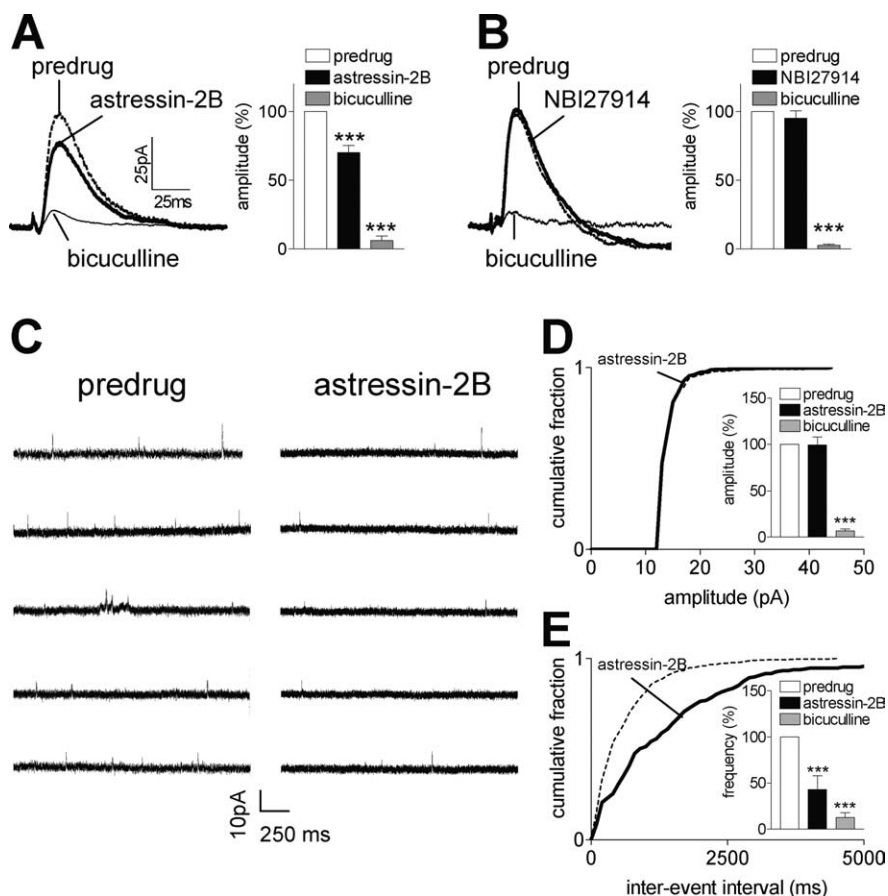 A
predrug
astressin-2B
25pA
25ms
bicuculline
predrug
astressin-2B
bicuculline
amplitude (%)
100
50
0
***
***
B
predrug
NBI27914
bicuculline
predrug
NBI27914
bicuculline
amplitude (%)
100
50
0
***
C
predrug
astressin-2B
10pA
250 ms
D
astressin-2B
cumulative fraction
1
0
0
10
20
30
40
50
amplitude (pA)
predrug
astressin-2B
bicuculline
amplitude (%)
150
100
50
0
***
E
astressin-2B
cumulative fraction
1
0
0
2500
5000
inter-event interval (ms)
predrug
astressin-2B
bicuculline
frequency (%)
150
100
50
0
***
***